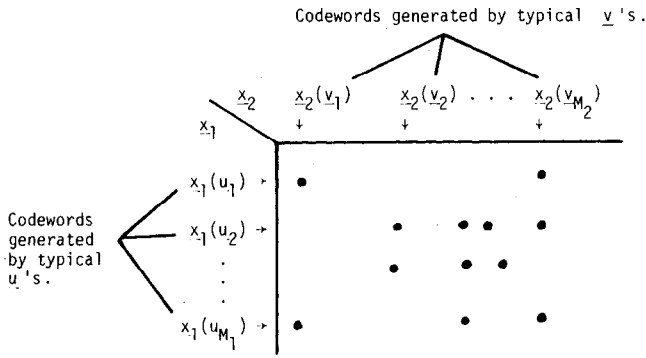 Codewords generated by typical v's.
x2
x2(v1) x2(v2) . . . x2(vM2)
x1
x1(u1)
x1(u2)
Codewords
generated
by typical
u's.
x1(uM1)